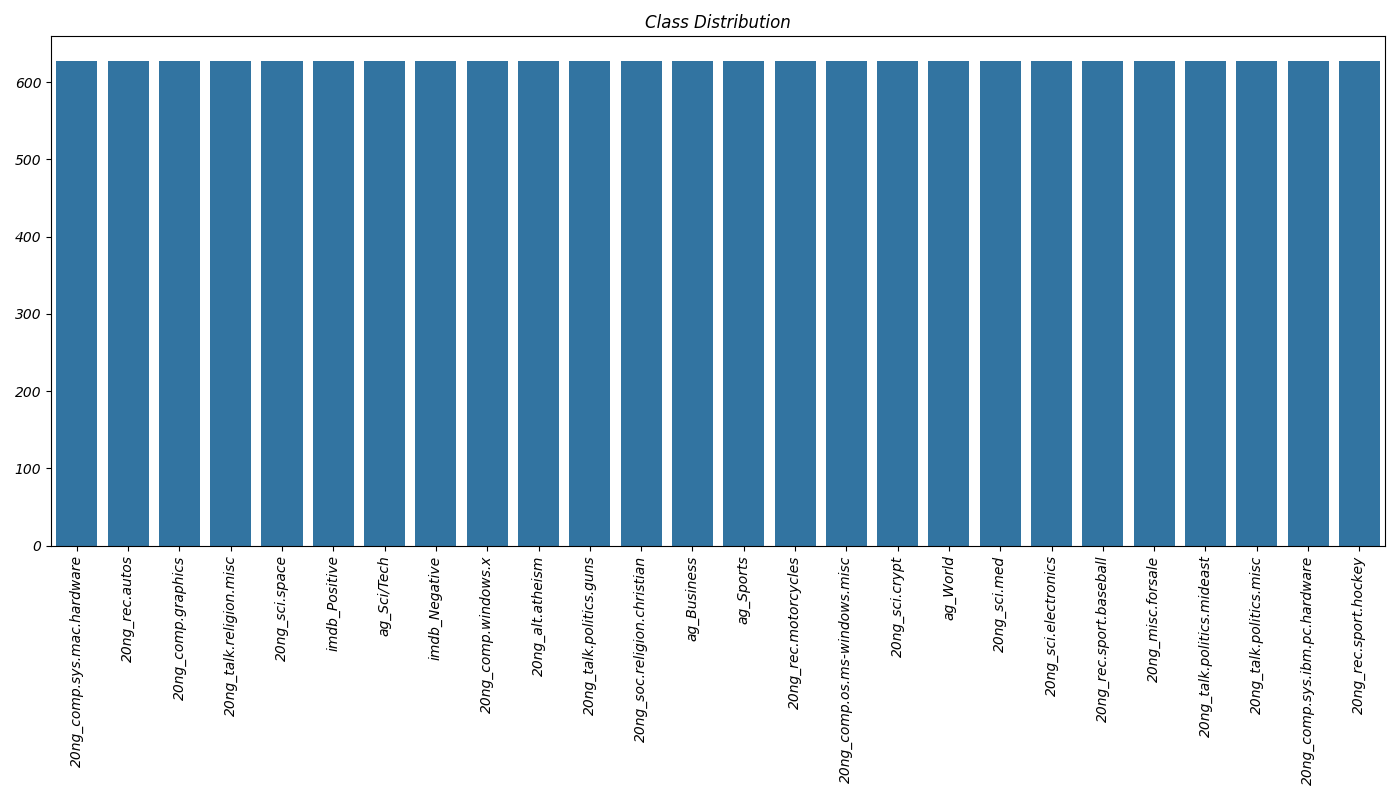 Class Distribution
600
500
400
300
200
100
0
20ng_comp.sys.mac.hardware
20ng_rec.autos
20ng_comp.graphics
20ng_talk.religion.misc
20ng_sci.space
imdb_Positive
ag_Sci/Tech
imdb_Negative
20ng_comp.windows.x
20ng_alt.atheism
20ng_talk.politics.guns
20ng_soc.religion.christian
ag_Business
ag_Sports
20ng_rec.motorcycles
20ng_comp.os.ms-windows.misc
20ng_sci.crypt
ag_World
20ng_sci.med
20ng_sci.electronics
20ng_rec.sport.baseball
20ng_misc.forsale
20ng_talk.politics.mideast
20ng_talk.politics.misc
20ng_comp.sys.ibm.pc.hardware
20ng_rec.sport.hockey